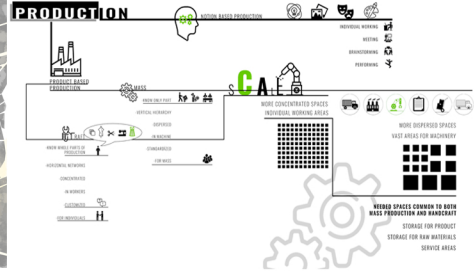 PRODUCTION
NOTION BASED PRODUCTION
INDIVIDUAL WORKING
MEETING
BRAINSTORMING
PERFORMING
PRODUCT BASED
PRODUCTION
MASS
KNOW ONLY PART
VERTICAL HIERARCHY
DISPERSED
IN MACHINE
STANDARDIZED
FOR MASS
KNOW WHOLE PARTS OF
PRODUCTION
HORIZONTAL NETWORKS
CONCENTRATED
IN WORKERS
CUSTOMIZED
FOR INDIVIDUALS
SCALE
MORE CONCENTRATED SPACES
INDIVIDUAL WORKING AREAS
MORE DISPERSED SPACES
VAST AREAS FOR MACHINERY
NEEDED SPACES COMMON TO BOTH
MASS PRODUCTION AND HANDCRAFT
STORAGE FOR PRODUCT
STORAGE FOR RAW MATERIALS
SERVICE AREAS